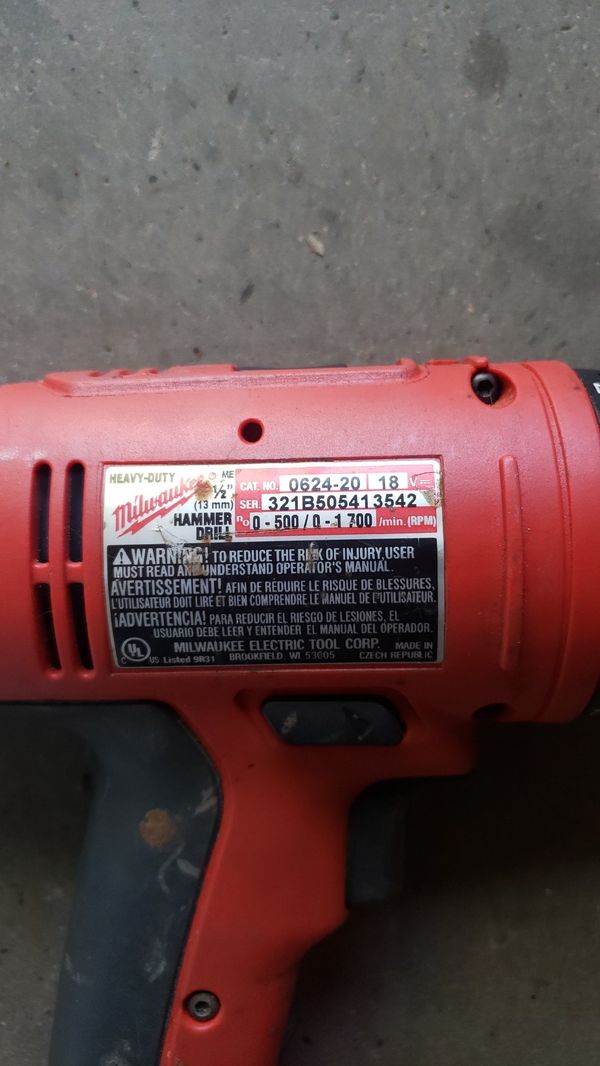 HEAVY-DUTY
Milwaukee ® ME
1/2"
(13 mm)
HAMMER
DRILL
CAT. NO. 0624-20 18 V
SER. 321B505413542
no 0 - 500 / 0 - 1 700 /min. (RPM)
WARNING! TO REDUCE THE RISK OF INJURY, USER
MUST READ AND UNDERSTAND OPERATOR'S MANUAL.
AVERTISSEMENT! AFIN DE RÉDUIRE LE RISQUE DE BLESSURES,
L'UTILISATEUR DOIT LIRE ET BIEN COMPRENDRE LE MANUEL DE L'UTILISATEUR.
¡ADVERTENCIA! PARA REDUCIR EL RIESGO DE LESIONES, EL
USUARIO DEBE LEER Y ENTENDER EL MANUAL DEL OPERADOR.
MILWAUKEE ELECTRIC TOOL CORP.
BROOKFIELD, WI 53005
MADE IN
CZECH REPUBLIC
C UL US Listed 9R31